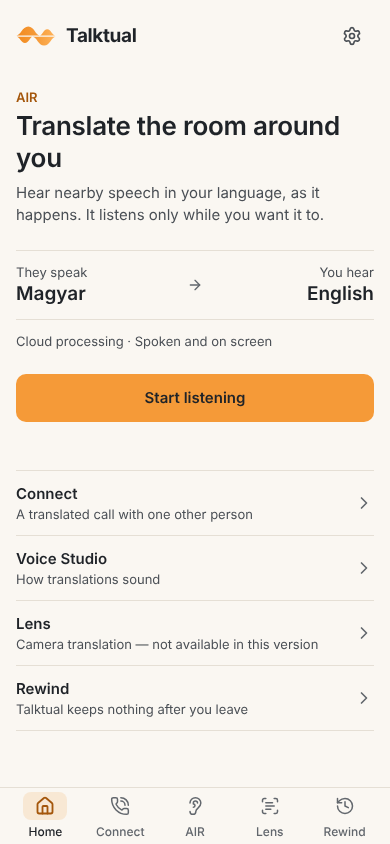 Talktual
AIR
Translate the room around
you
Hear nearby speech in your language, as it
happens. It listens only while you want it to.
They speak
You hear
Magyar
English
Cloud processing · Spoken and on screen
Start listening
Connect
A translated call with one other person
Voice Studio
How translations sound
Lens
Camera translation — not available in this version
Rewind
Talktual keeps nothing after you leave
Home
Connect
AIR
Lens
Rewind